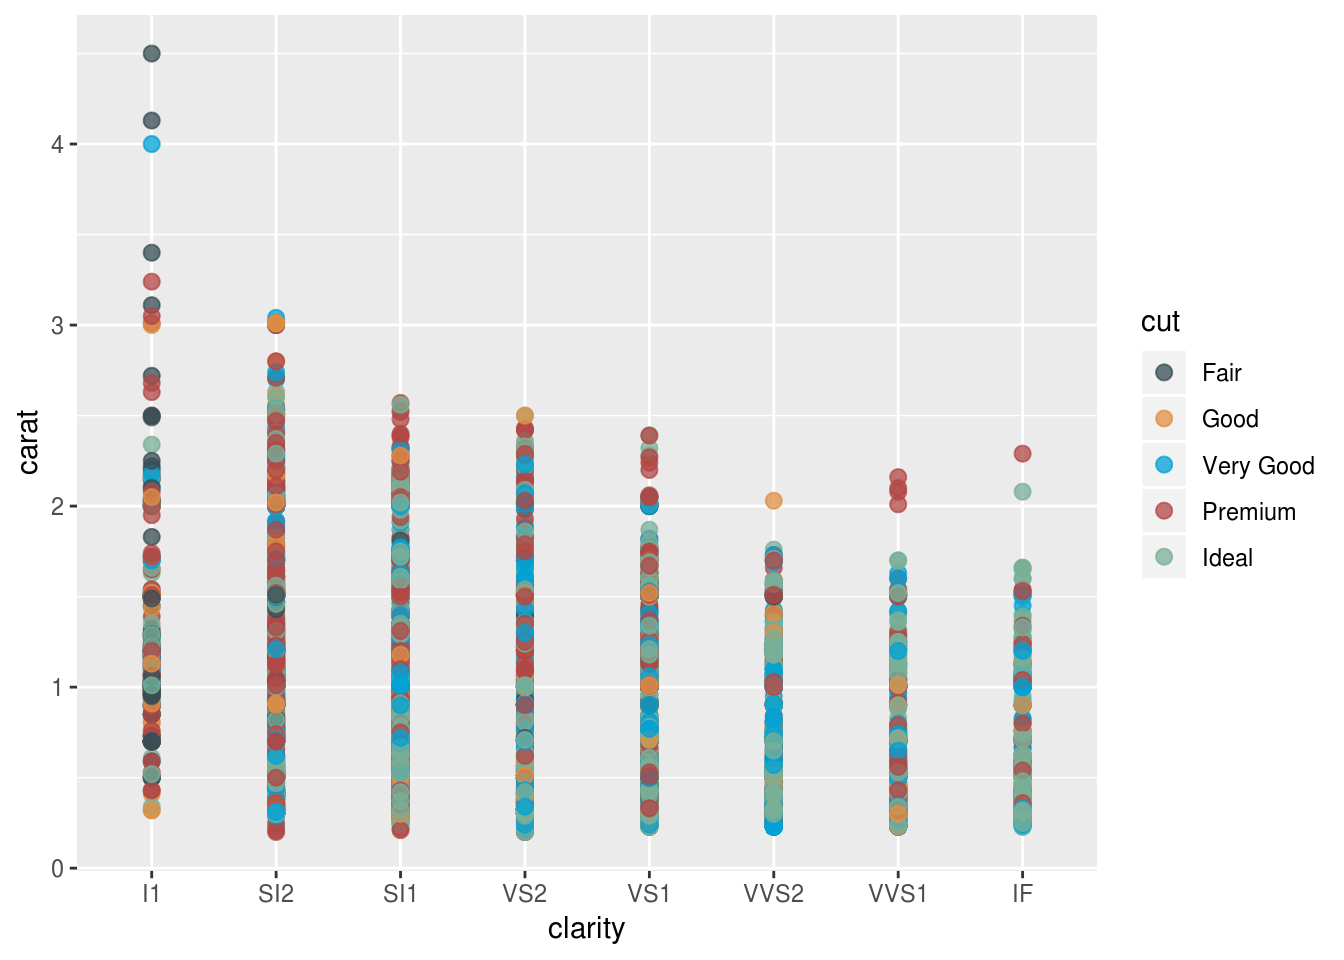 carat
4
3
2
1
0
I1 SI2 SI1 VS2 VS1 VVS2 VVS1 IF
clarity
cut
Fair
Good
Very Good
Premium
Ideal